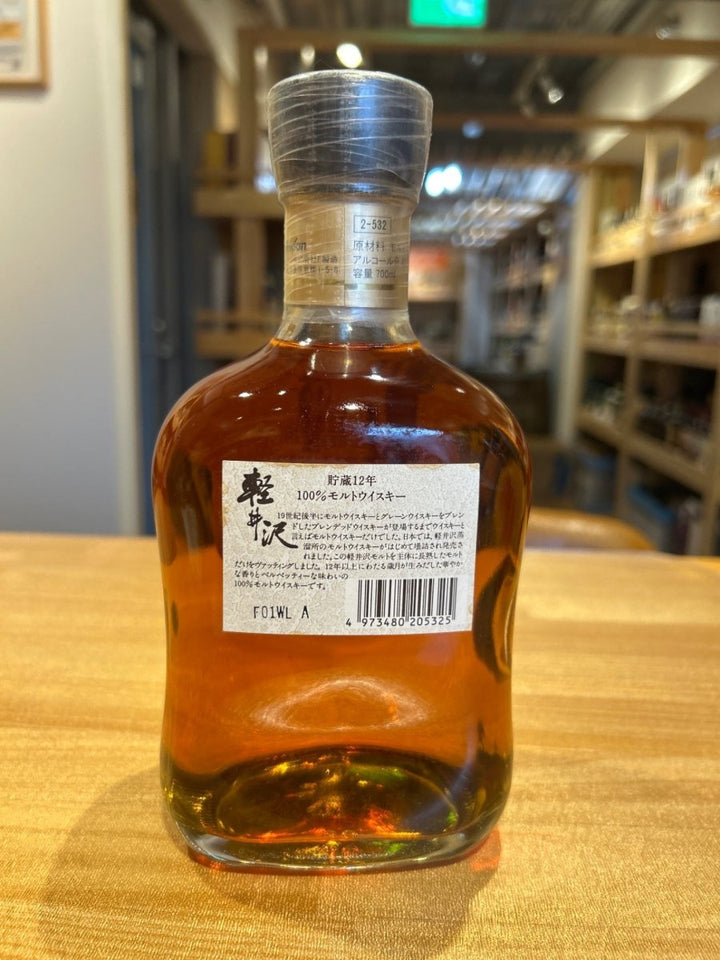 2-532
原材料 モル
アルコール
容量 700ml
軽井沢
貯蔵12年
100%モルトウイスキー
19世紀後半にモルトウイスキーとグレーンウイスキーをブレン
ドしたブレンデッドウイスキーが登場するまでウイスキーと
言えばモルトウイスキーだけでした。日本では、軽井沢蒸
溜所のモルトウイスキーがはじめて壜詰され発売さ
れました。この軽井沢モルトを主体に長熟したモルト
だけをヴァッティングしました。12年以上にわたる歳月が生みだした華やか
な香りとベルベッティーな味わいの
100%モルトウイスキーです。
F01WL A
4 973480 205325